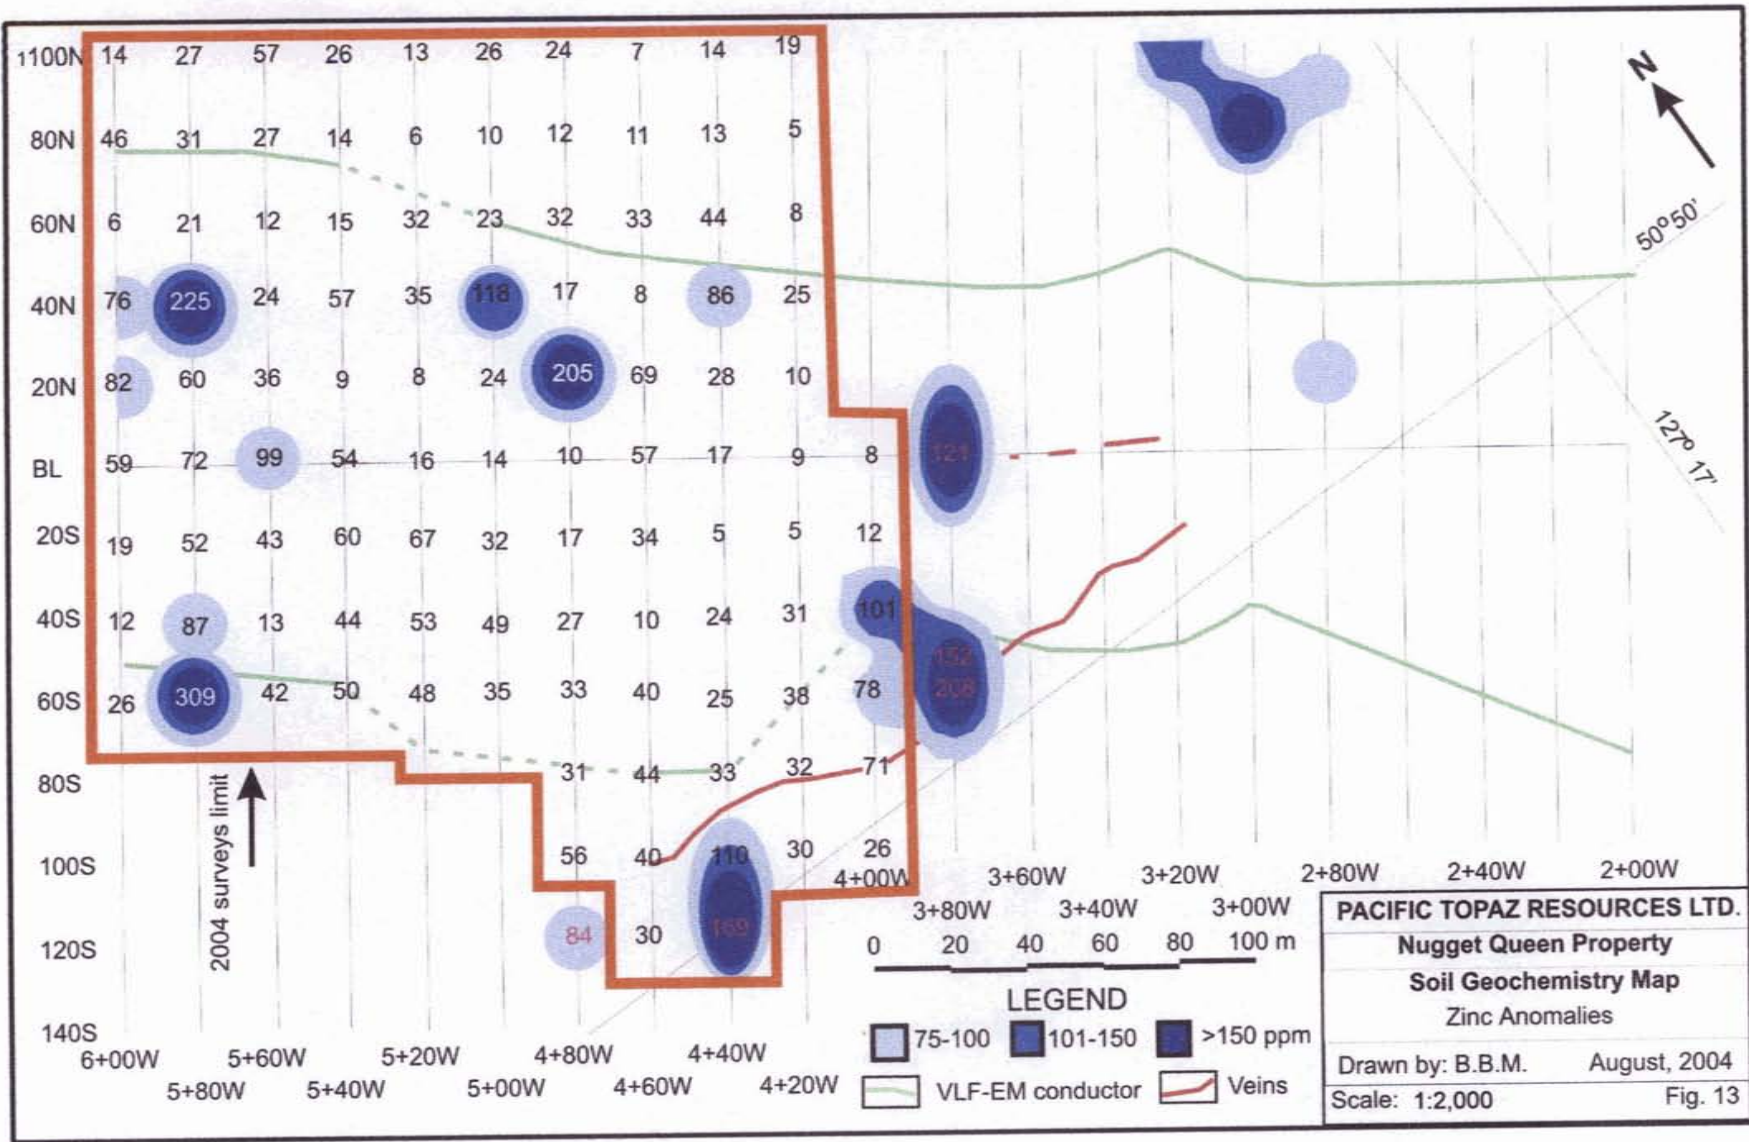 1100N 14 27 57 26 13 26 24 7 14 19
N
80N 46 31 27 14 6 10 12 11 13 5
60N 6 21 12 15 32 23 32 33 44 8
50º50'
40N 76 225 24 57 35 118 17 8 86 25
20N 82 60 36 9 8 24 205 69 28 10
127º 17'
BL 59 72 99 54 16 14 10 57 17 9 8 121
20S 19 52 43 60 67 32 17 34 5 5 12
40S 12 87 13 44 53 49 27 10 24 31 101
152
60S 26 309 42 50 48 35 33 40 25 38 78 208
80S 31 44 33 32 71
2004 surveys limit
100S 56 40 110 30 26
4+00W 3+60W 3+20W 2+80W 2+40W 2+00W
3+80W 3+40W 3+00W
120S 84 30 169
0 20 40 60 80 100 m
140S
6+00W 5+60W 5+20W 4+80W 4+40W
5+80W 5+40W 5+00W 4+60W 4+20W
LEGEND
75-100 101-150 >150 ppm
VLF-EM conductor Veins
PACIFIC TOPAZ RESOURCES LTD.
Nugget Queen Property
Soil Geochemistry Map
Zinc Anomalies
Drawn by: B.B.M. August, 2004
Scale: 1:2,000 Fig. 13